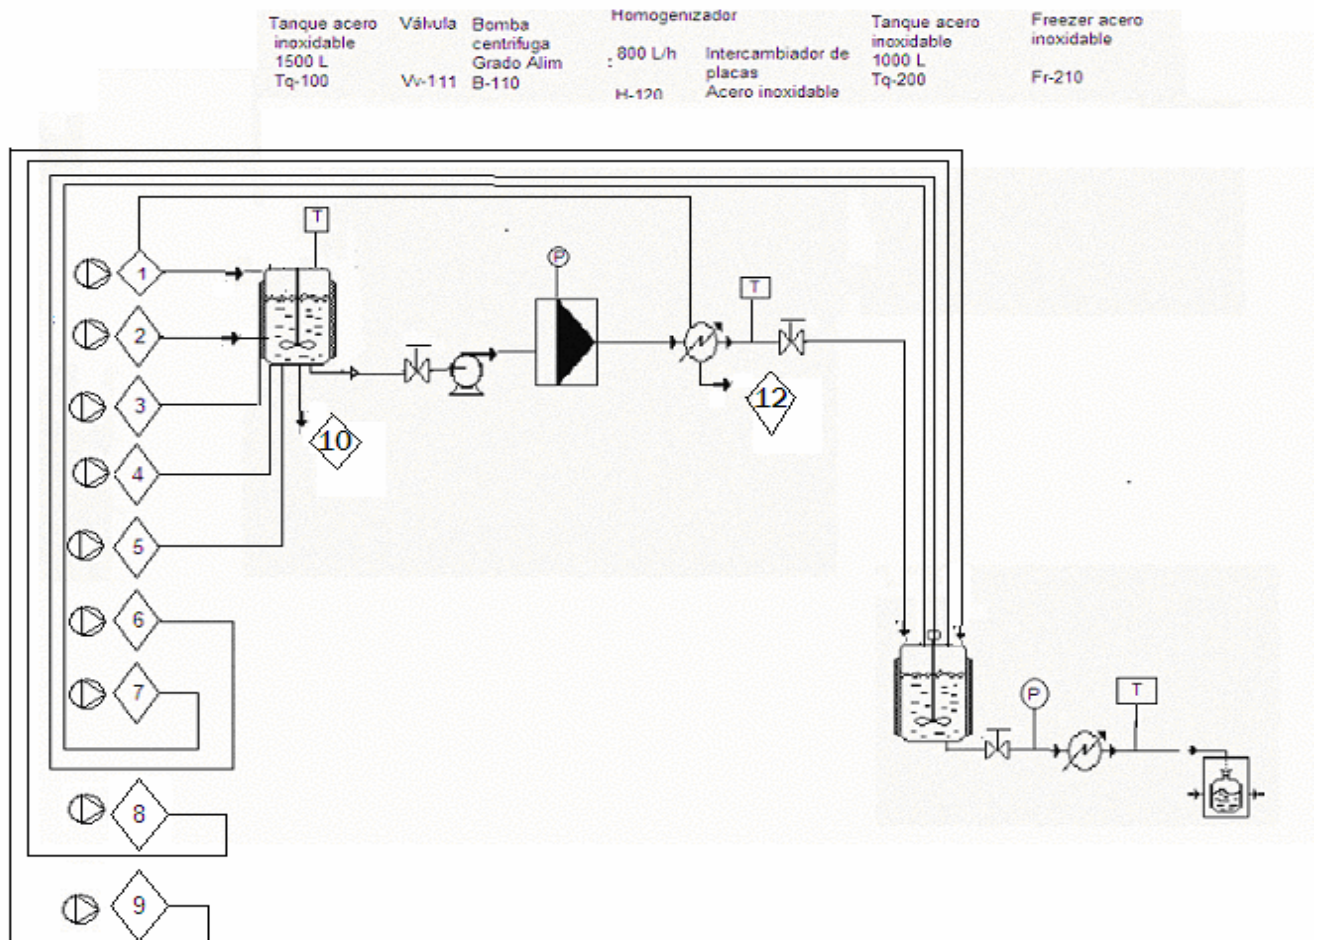 Tanque acero
inoxidable
1500 L
Tq-100
Válvula
Vv-111
Bomba
centrifuga
Grado Alim
B-110
Homogenizador
: 800 L/h
H-120
Intercambiador de
placas
Acero inoxidable
Tanque acero
inoxidable
1000 L
Tq-200
Freezer acero
inoxidable
Fr-210
T
P
T
1
2
3
4
5
6
7
8
9
10
12
P
T